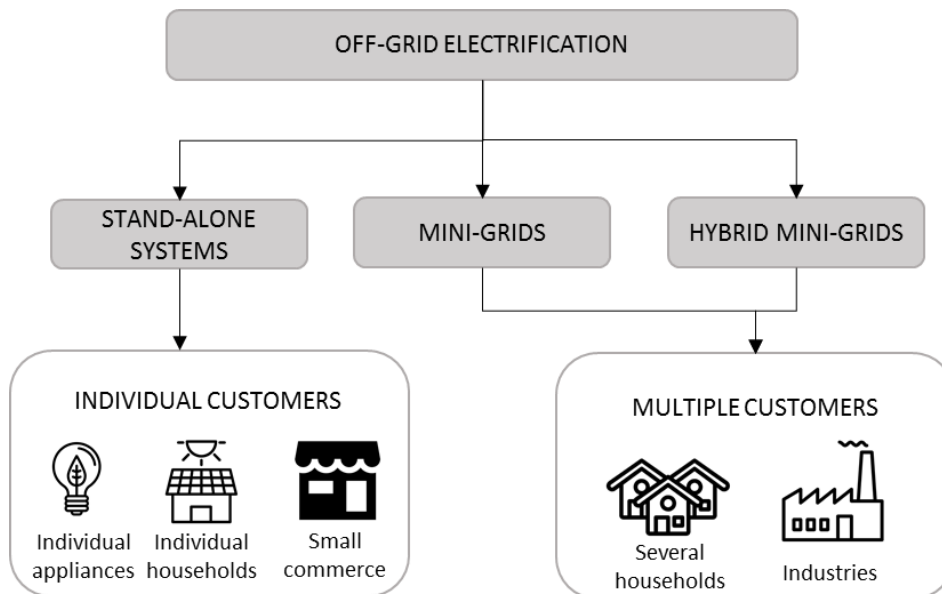 OFF-GRID ELECTRIFICATION
STAND-ALONE
SYSTEMS
MINI-GRIDS
HYBRID MINI-GRIDS
INDIVIDUAL CUSTOMERS
Individual
appliances
Individual
households
Small
commerce
MULTIPLE CUSTOMERS
Several
households
Industries